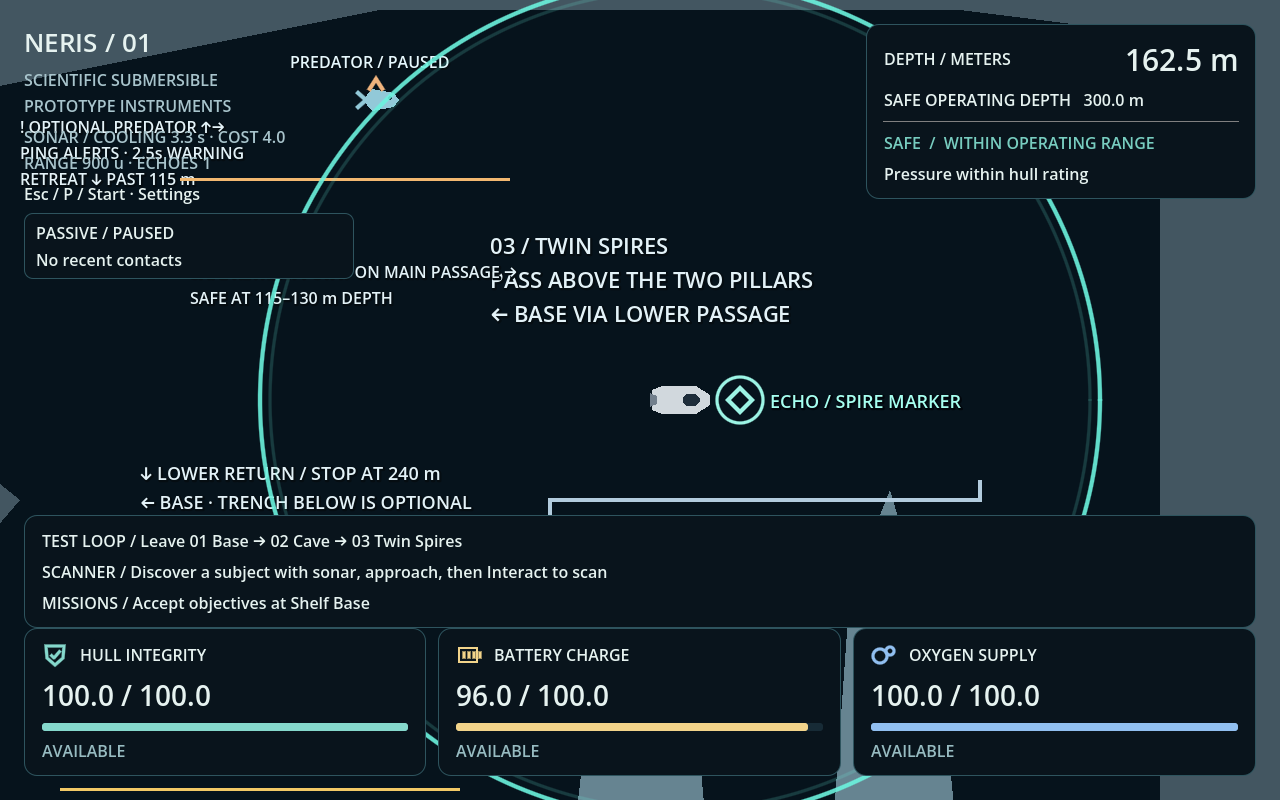 NERIS / 01
SCIENTIFIC SUBMERSIBLE
PROTOTYPE INSTRUMENTS
! OPTIONAL PREDATOR ↑→
SONAR / COOLING 3.3 s · COST 4.0
PING ALERTS · 2.5s WARNING
RANGE 900 u · ECHOES 1
RETREAT ↓ PAST 115 m
Esc / P / Start · Settings
PASSIVE / PAUSED
No recent contacts
PREDATOR / PAUSED
DEPTH / METERS 162.5 m
SAFE OPERATING DEPTH 300.0 m
SAFE / WITHIN OPERATING RANGE
Pressure within hull rating
ON MAIN PASSAGE →
SAFE AT 115–130 m DEPTH
03 / TWIN SPIRES
PASS ABOVE THE TWO PILLARS
← BASE VIA LOWER PASSAGE
ECHO / SPIRE MARKER
↓ LOWER RETURN / STOP AT 240 m
← BASE · TRENCH BELOW IS OPTIONAL
TEST LOOP / Leave 01 Base → 02 Cave → 03 Twin Spires
SCANNER / Discover a subject with sonar, approach, then Interact to scan
MISSIONS / Accept objectives at Shelf Base
HULL INTEGRITY
100.0 / 100.0
AVAILABLE
BATTERY CHARGE
96.0 / 100.0
AVAILABLE
OXYGEN SUPPLY
100.0 / 100.0
AVAILABLE